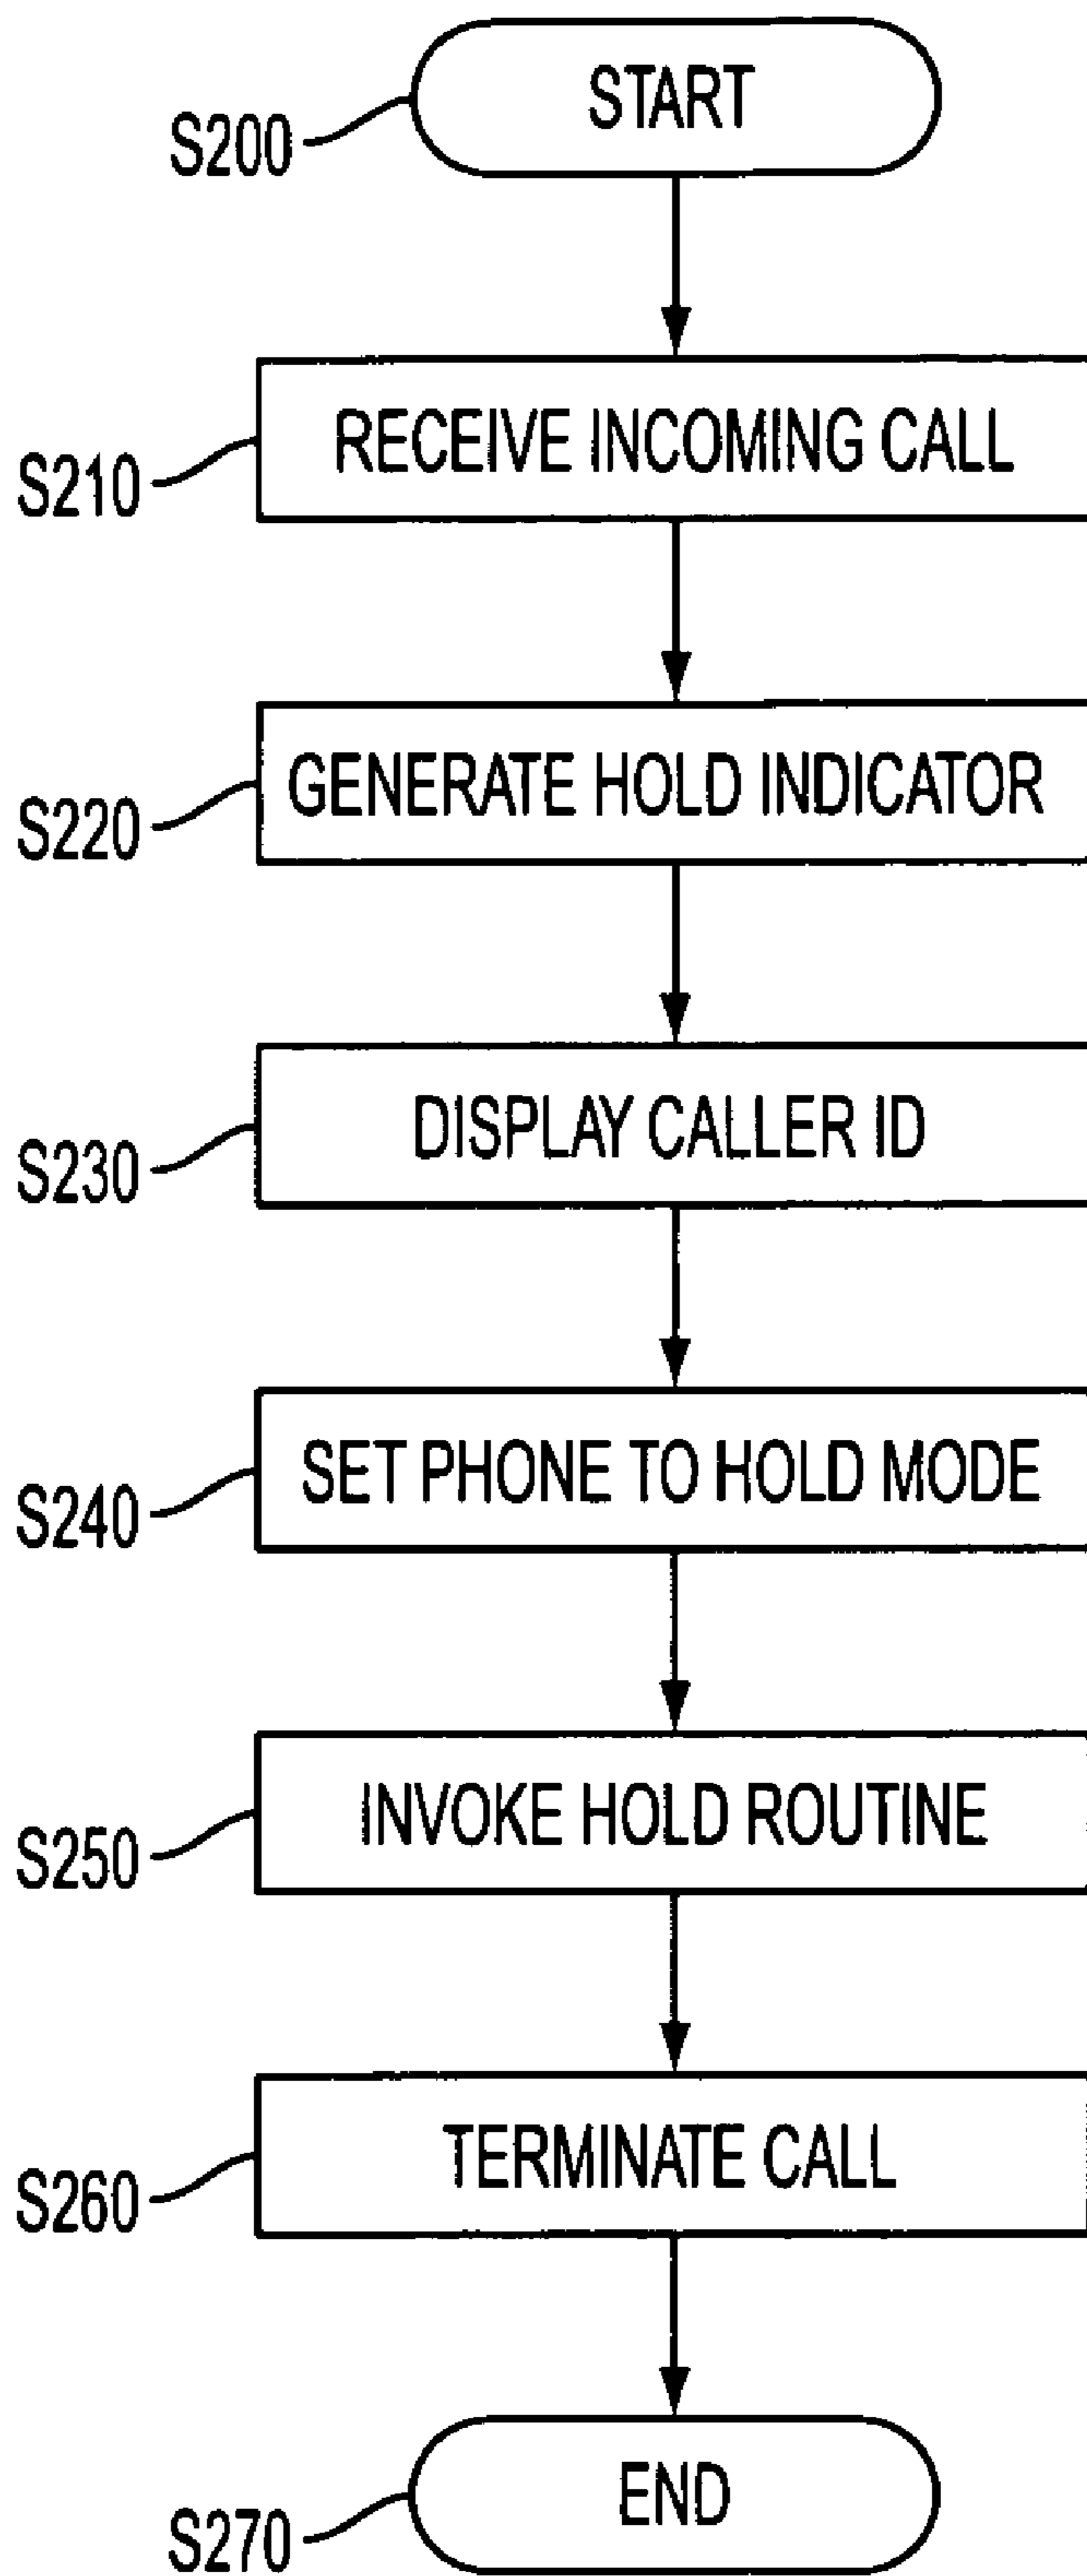 START
S200
RECEIVE INCOMING CALL
S210
GENERATE HOLD INDICATOR
S220
DISPLAY CALLER ID
S230
SET PHONE TO HOLD MODE
S240
INVOKE HOLD ROUTINE
S250
TERMINATE CALL
S260
END
S270